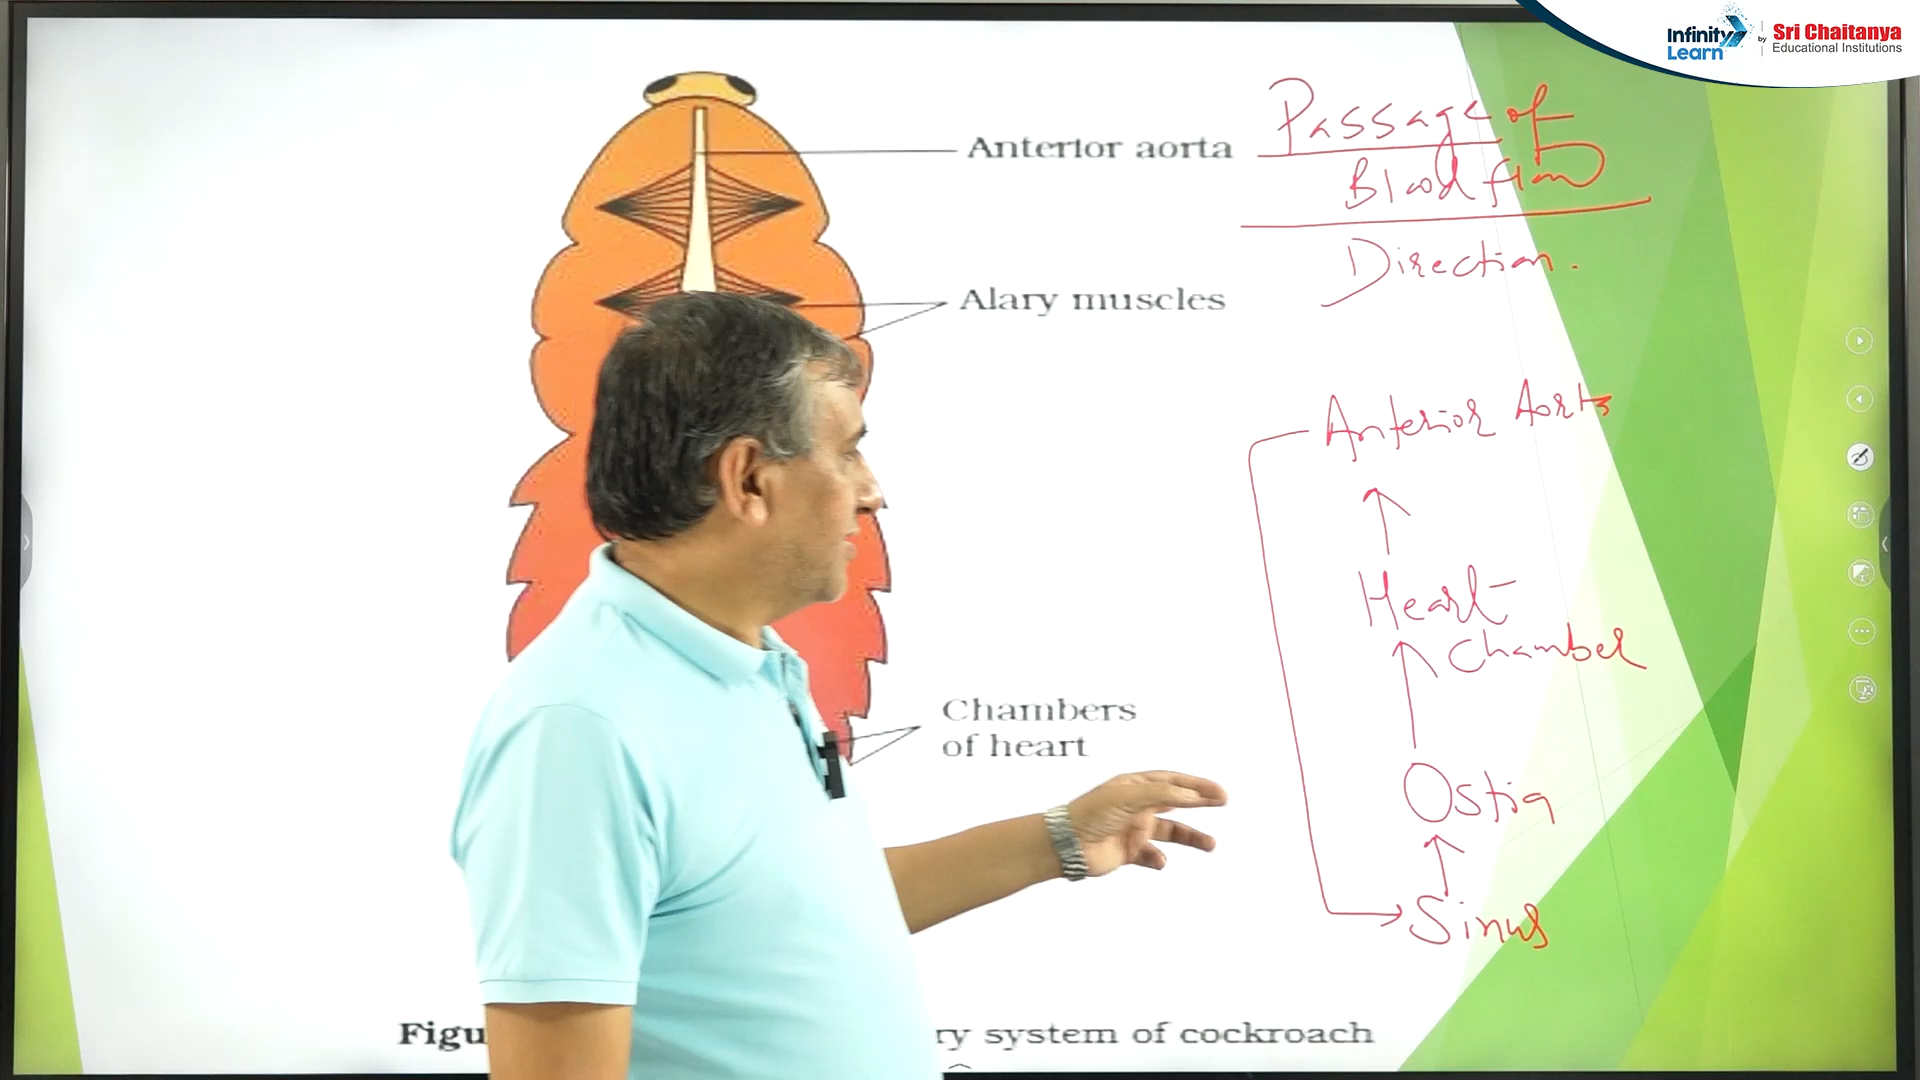 Infinity Learn by Sri Chaitanya Educational Institutions
Anterior aorta
Passage of
Blood flow
Direction.
Alary muscles
Anterior Aorta
Heart
Chamber
Chambers
of heart
Ostia
Sinus
Figu ry system of cockroach